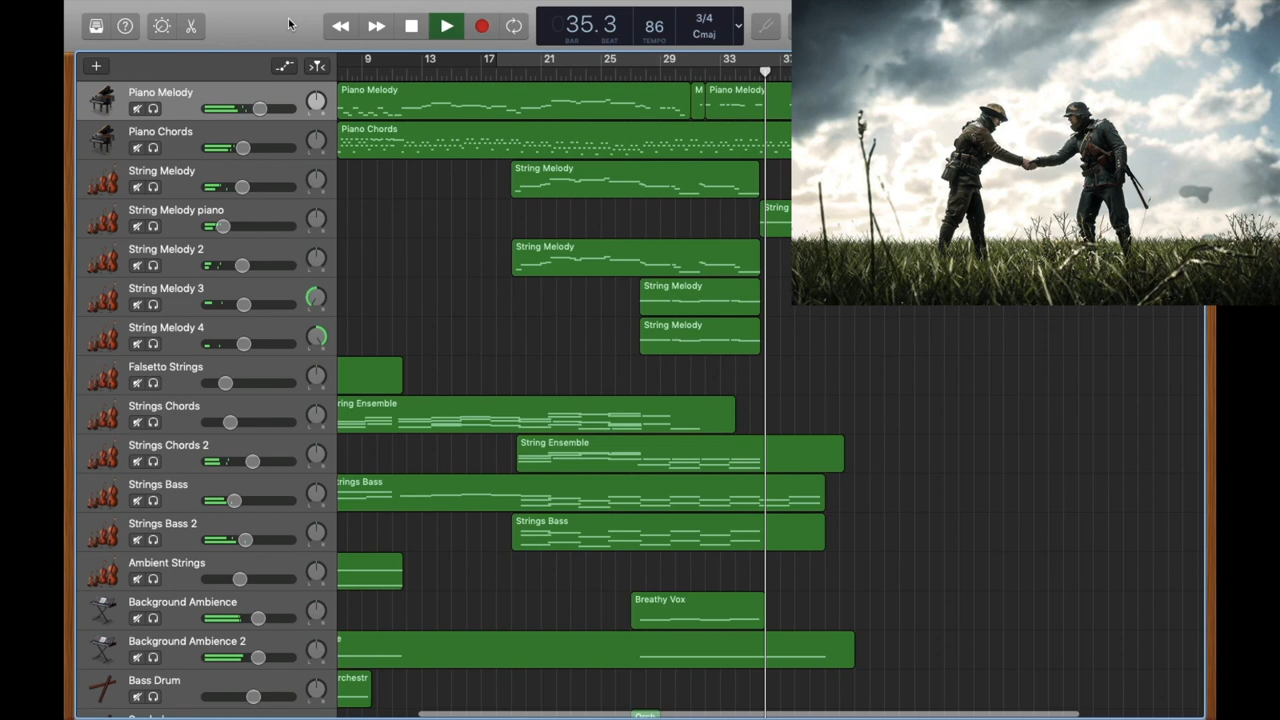 35.3
BAR BEAT
86
TEMPO
3/4
Cmaj
9 13 17 21 25 29 33
Piano Melody
L R
Piano Melody
M
Piano Melody
Piano Chords
L R
Piano Chords
String Melody
L R
String Melody
String Melody piano
L R
String
String Melody 2
L R
String Melody
String Melody 3
L R
String Melody
String Melody 4
L R
String Melody
Falsetto Strings
L R
Strings Chords
L R
ring Ensemble
Strings Chords 2
L R
String Ensemble
Strings Bass
L R
trings Bass
Strings Bass 2
L R
Strings Bass
Ambient Strings
L R
Background Ambience
L R
Breathy Vox
Background Ambience 2
L R
e
Bass Drum
L R
rchestr